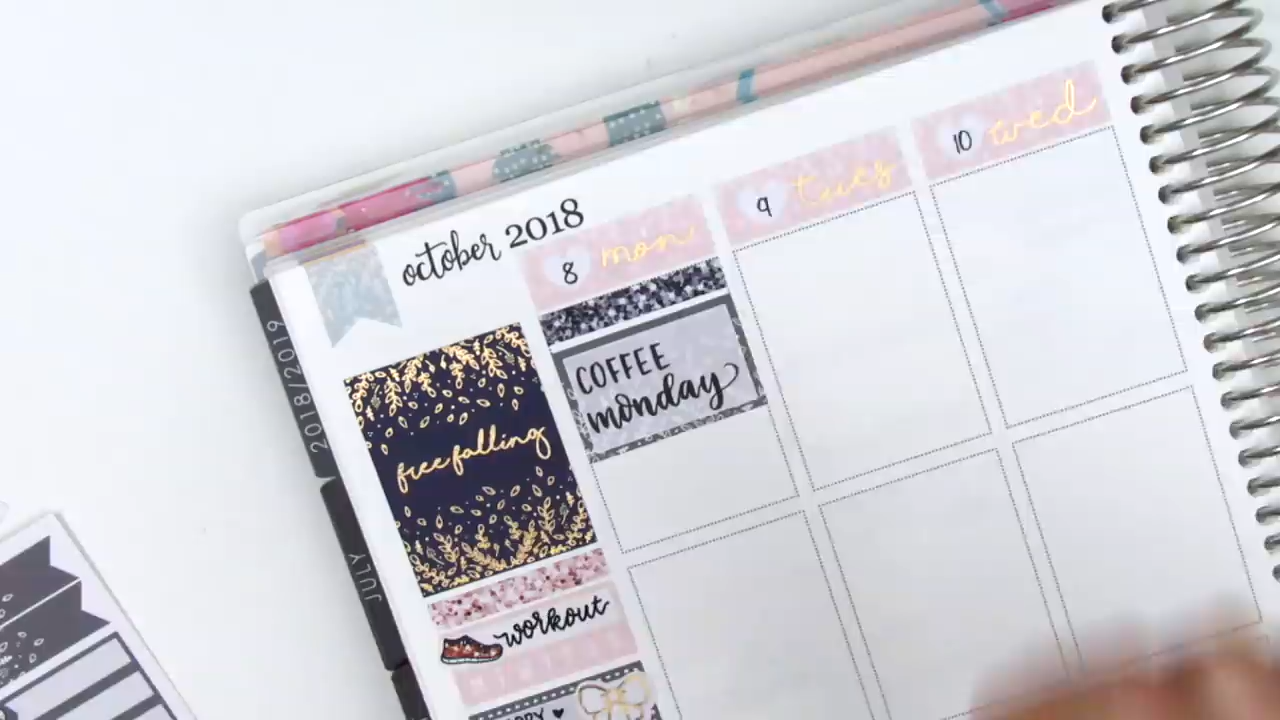 october 2018
8 mon
9 tues
10 wed
COFFEE
monday
free falling
workout
2018/2019
JULY